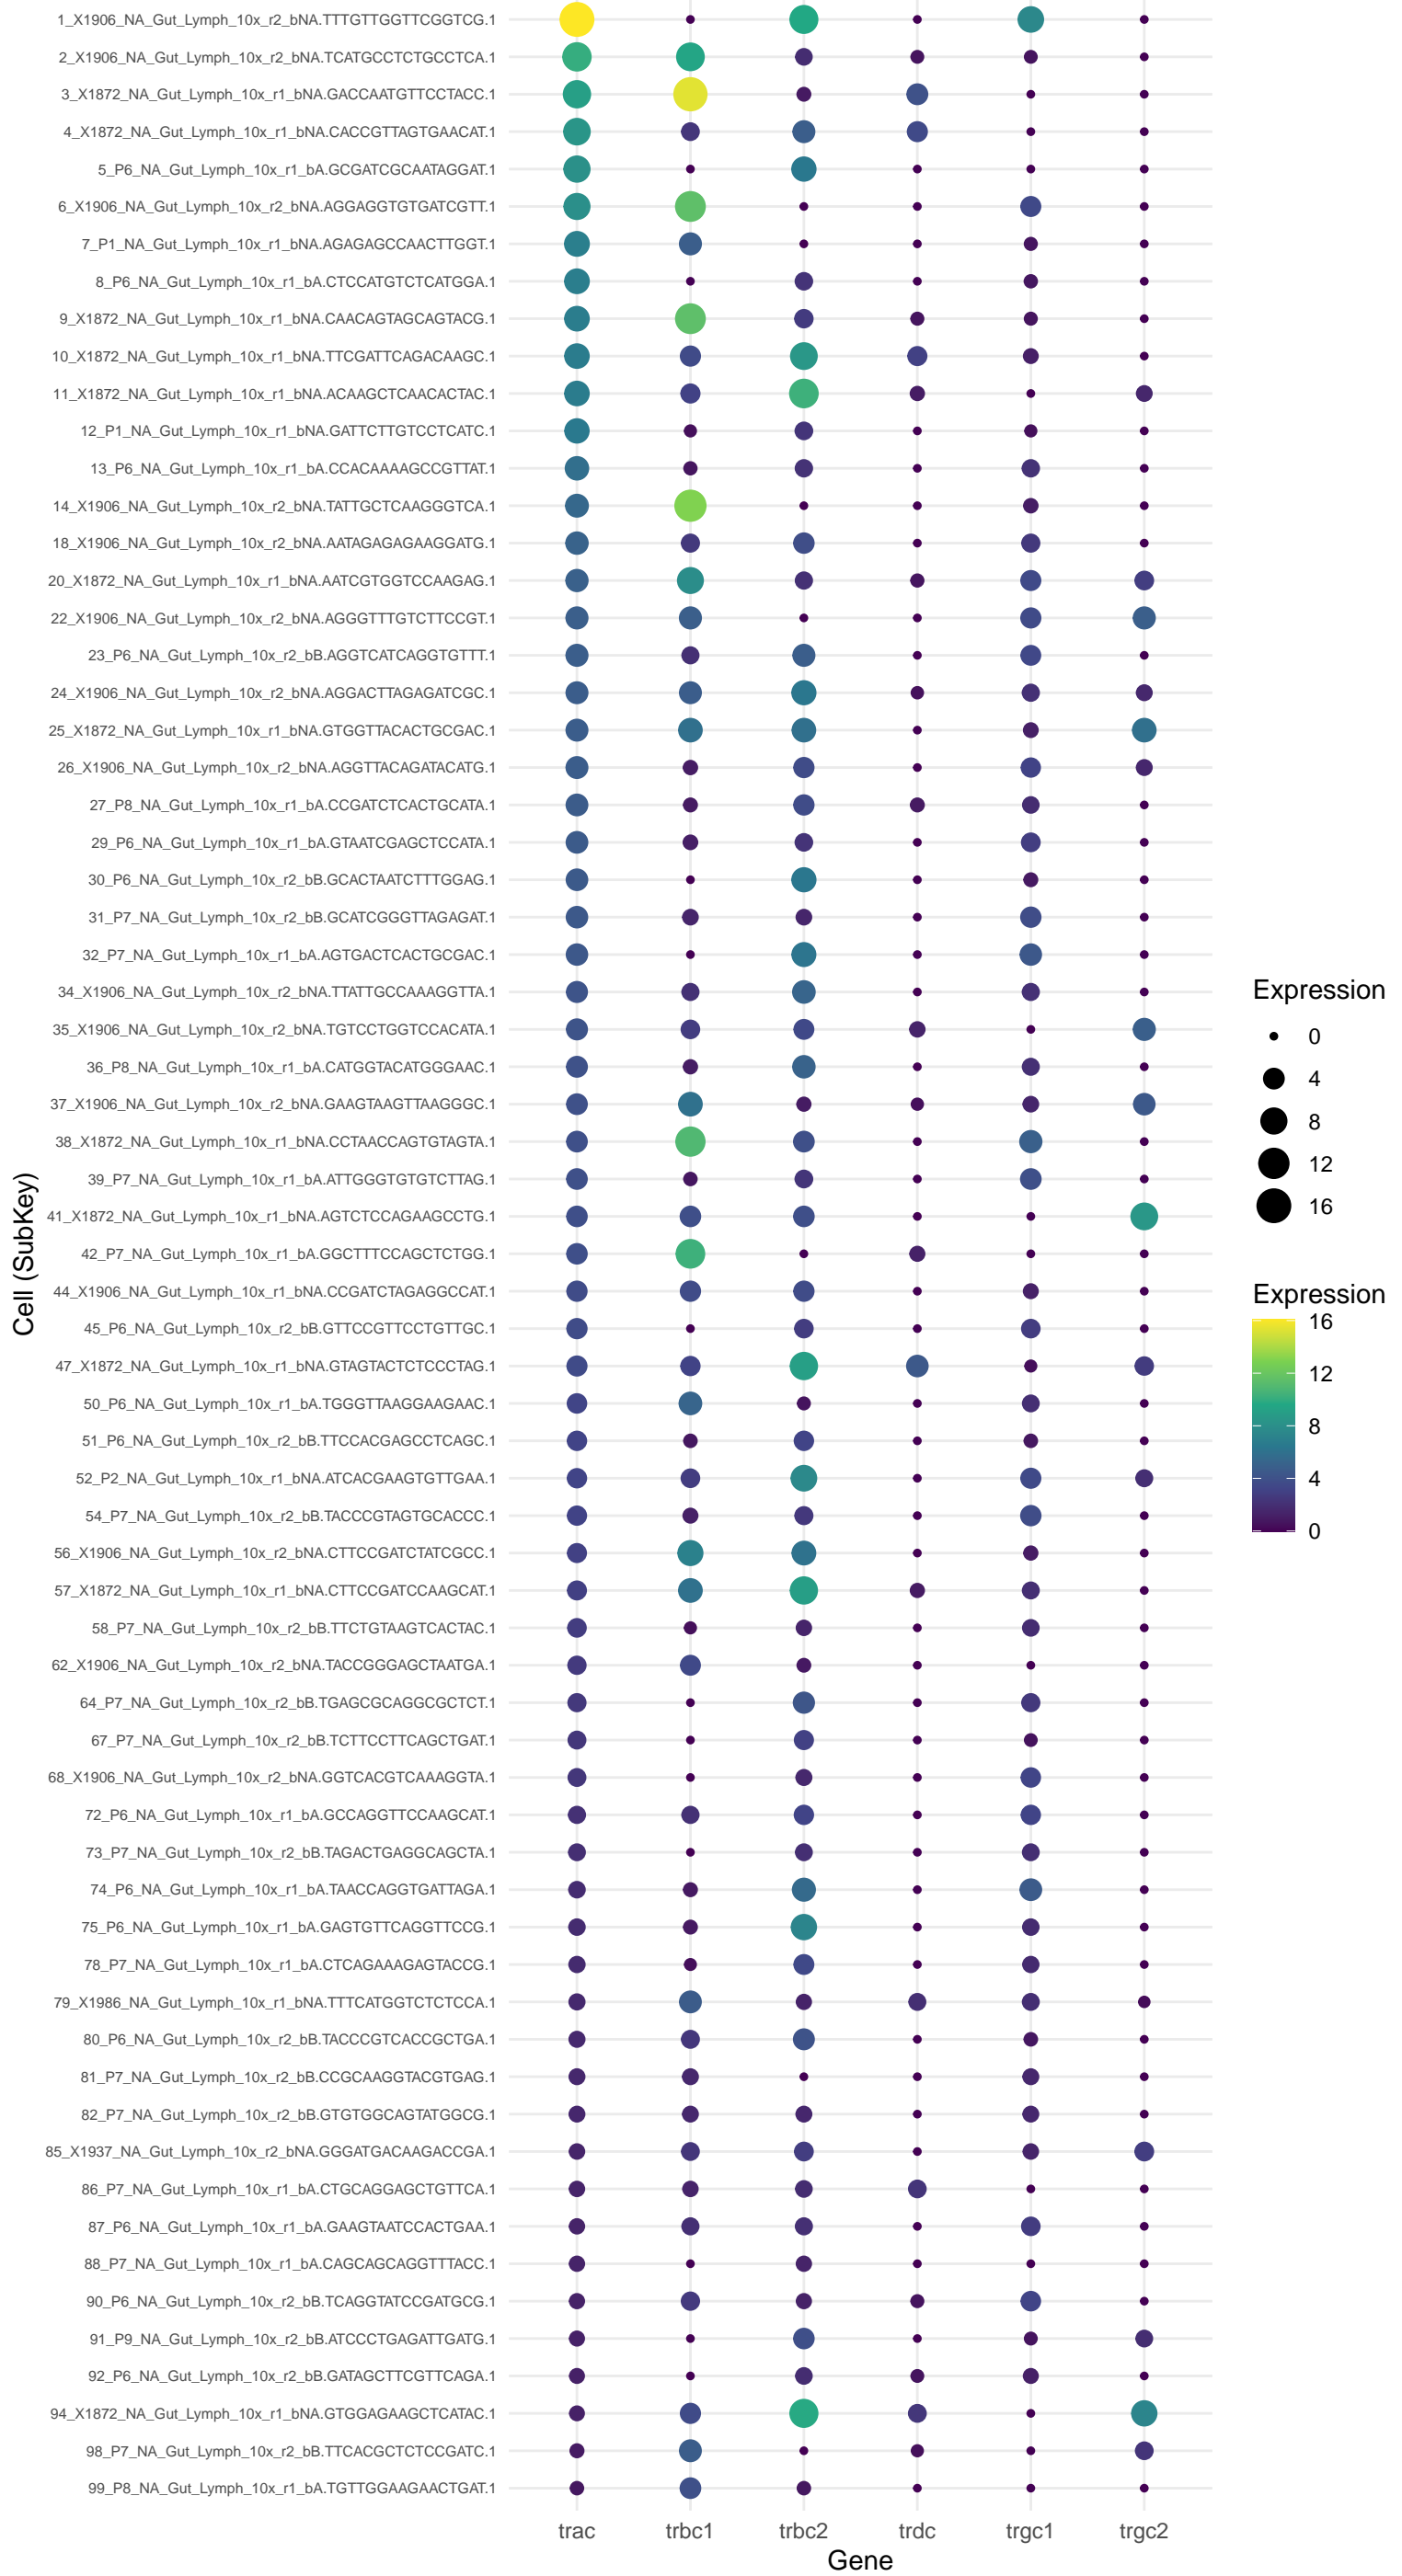 1_X1906_NA_Gut_Lymph_10x_r2_bNA.TTTGTTGGTTCGGTCG.1
2_X1906_NA_Gut_Lymph_10x_r2_bNA.TCATGCCTCTGCCTCA.1
3_X1872_NA_Gut_Lymph_10x_r1_bNA.GACCAATGTTCCTACC.1
4_X1872_NA_Gut_Lymph_10x_r1_bNA.CACCGTTAGTGAACAT.1
5_P6_NA_Gut_Lymph_10x_r1_bA.GCGATCGCAATAGGAT.1
6_X1906_NA_Gut_Lymph_10x_r2_bNA.AGGAGGTGTGATCGTT.1
7_P1_NA_Gut_Lymph_10x_r1_bNA.AGAGAGCCAACTTGGT.1
8_P6_NA_Gut_Lymph_10x_r1_bA.CTCCATGTCTCATGGA.1
9_X1872_NA_Gut_Lymph_10x_r1_bNA.CAACAGTAGCAGTACG.1
10_X1872_NA_Gut_Lymph_10x_r1_bNA.TTCGATTCAGACAAGC.1
11_X1872_NA_Gut_Lymph_10x_r1_bNA.ACAAGCTCAACACTAC.1
12_P1_NA_Gut_Lymph_10x_r1_bNA.GATTCTTGTCCTCATC.1
13_P6_NA_Gut_Lymph_10x_r1_bA.CCACAAAAGCCGTTAT.1
14_X1906_NA_Gut_Lymph_10x_r2_bNA.TATTGCTCAAGGGTCA.1
18_X1906_NA_Gut_Lymph_10x_r2_bNA.AATAGAGAGAAGGATG.1
20_X1872_NA_Gut_Lymph_10x_r1_bNA.AATCGTGGTCCAAGAG.1
22_X1906_NA_Gut_Lymph_10x_r2_bNA.AGGGTTTGTCTTCCGT.1
23_P6_NA_Gut_Lymph_10x_r2_bB.AGGTCATCAGGTGTTT.1
24_X1906_NA_Gut_Lymph_10x_r2_bNA.AGGACTTAGAGATCGC.1
25_X1872_NA_Gut_Lymph_10x_r1_bNA.GTGGTTACACTGCGAC.1
26_X1906_NA_Gut_Lymph_10x_r2_bNA.AGGTTACAGATACATG.1
27_P8_NA_Gut_Lymph_10x_r1_bA.CCGATCTCACTGCATA.1
29_P6_NA_Gut_Lymph_10x_r1_bA.GTAATCGAGCTCCATA.1
30_P6_NA_Gut_Lymph_10x_r2_bB.GCACTAATCTTTGGAG.1
31_P7_NA_Gut_Lymph_10x_r2_bB.GCATCGGGTTAGAGAT.1
32_P7_NA_Gut_Lymph_10x_r1_bA.AGTGACTCACTGCGAC.1
34_X1906_NA_Gut_Lymph_10x_r2_bNA.TTATTGCCAAAGGTTA.1
35_X1906_NA_Gut_Lymph_10x_r2_bNA.TGTCCTGGTCCACATA.1
36_P8_NA_Gut_Lymph_10x_r1_bA.CATGGTACATGGGAAC.1
37_X1906_NA_Gut_Lymph_10x_r2_bNA.GAAGTAAGTTAAGGGC.1
38_X1872_NA_Gut_Lymph_10x_r1_bNA.CCTAACCAGTGTAGTA.1
39_P7_NA_Gut_Lymph_10x_r1_bA.ATTGGGTGTGTCTTAG.1
41_X1872_NA_Gut_Lymph_10x_r1_bNA.AGTCTCCAGAAGCCTG.1
42_P7_NA_Gut_Lymph_10x_r1_bA.GGCTTTCCAGCTCTGG.1
44_X1906_NA_Gut_Lymph_10x_r1_bNA.CCGATCTAGAGGCCAT.1
45_P6_NA_Gut_Lymph_10x_r2_bB.GTTCCGTTCCTGTTGC.1
47_X1872_NA_Gut_Lymph_10x_r1_bNA.GTAGTACTCTCCCTAG.1
50_P6_NA_Gut_Lymph_10x_r1_bA.TGGGTTAAGGAAGAAC.1
51_P6_NA_Gut_Lymph_10x_r2_bB.TTCCACGAGCCTCAGC.1
52_P2_NA_Gut_Lymph_10x_r1_bNA.ATCACGAAGTGTTGAA.1
54_P7_NA_Gut_Lymph_10x_r2_bB.TACCCGTAGTGCACCC.1
56_X1906_NA_Gut_Lymph_10x_r2_bNA.CTTCCGATCTATCGCC.1
57_X1872_NA_Gut_Lymph_10x_r1_bNA.CTTCCGATCCAAGCAT.1
58_P7_NA_Gut_Lymph_10x_r2_bB.TTCTGTAAGTCACTAC.1
62_X1906_NA_Gut_Lymph_10x_r2_bNA.TACCGGGAGCTAATGA.1
64_P7_NA_Gut_Lymph_10x_r2_bB.TGAGCGCAGGCGCTCT.1
67_P7_NA_Gut_Lymph_10x_r2_bB.TCTTCCTTCAGCTGAT.1
68_X1906_NA_Gut_Lymph_10x_r2_bNA.GGTCACGTCAAAGGTA.1
72_P6_NA_Gut_Lymph_10x_r1_bA.GCCAGGTTCCAAGCAT.1
73_P7_NA_Gut_Lymph_10x_r2_bB.TAGACTGAGGCAGCTA.1
74_P6_NA_Gut_Lymph_10x_r1_bA.TAACCAGGTGATTAGA.1
75_P6_NA_Gut_Lymph_10x_r1_bA.GAGTGTTCAGGTTCCG.1
78_P7_NA_Gut_Lymph_10x_r1_bA.CTCAGAAAGAGTACCG.1
79_X1986_NA_Gut_Lymph_10x_r1_bNA.TTTCATGGTCTCTCCA.1
80_P6_NA_Gut_Lymph_10x_r2_bB.TACCCGTCACCGCTGA.1
81_P7_NA_Gut_Lymph_10x_r2_bB.CCGCAAGGTACGTGAG.1
82_P7_NA_Gut_Lymph_10x_r2_bB.GTGTGGCAGTATGGCG.1
85_X1937_NA_Gut_Lymph_10x_r2_bNA.GGGATGACAAGACCGA.1
86_P7_NA_Gut_Lymph_10x_r1_bA.CTGCAGGAGCTGTTCA.1
87_P6_NA_Gut_Lymph_10x_r1_bA.GAAGTAATCCACTGAA.1
88_P7_NA_Gut_Lymph_10x_r1_bA.CAGCAGCAGGTTTACC.1
90_P6_NA_Gut_Lymph_10x_r2_bB.TCAGGTATCCGATGCG.1
91_P9_NA_Gut_Lymph_10x_r2_bB.ATCCCTGAGATTGATG.1
92_P6_NA_Gut_Lymph_10x_r2_bB.GATAGCTTCGTTCAGA.1
94_X1872_NA_Gut_Lymph_10x_r1_bNA.GTGGAGAAGCTCATAC.1
98_P7_NA_Gut_Lymph_10x_r2_bB.TTCACGCTCTCCGATC.1
99_P8_NA_Gut_Lymph_10x_r1_bA.TGTTGGAAGAACTGAT.1
Cell (SubKey)
trac trbc1 trbc2 trdc trgc1 trgc2
Gene
Expression
0
4
8
12
16
Expression
16
12
8
4
0